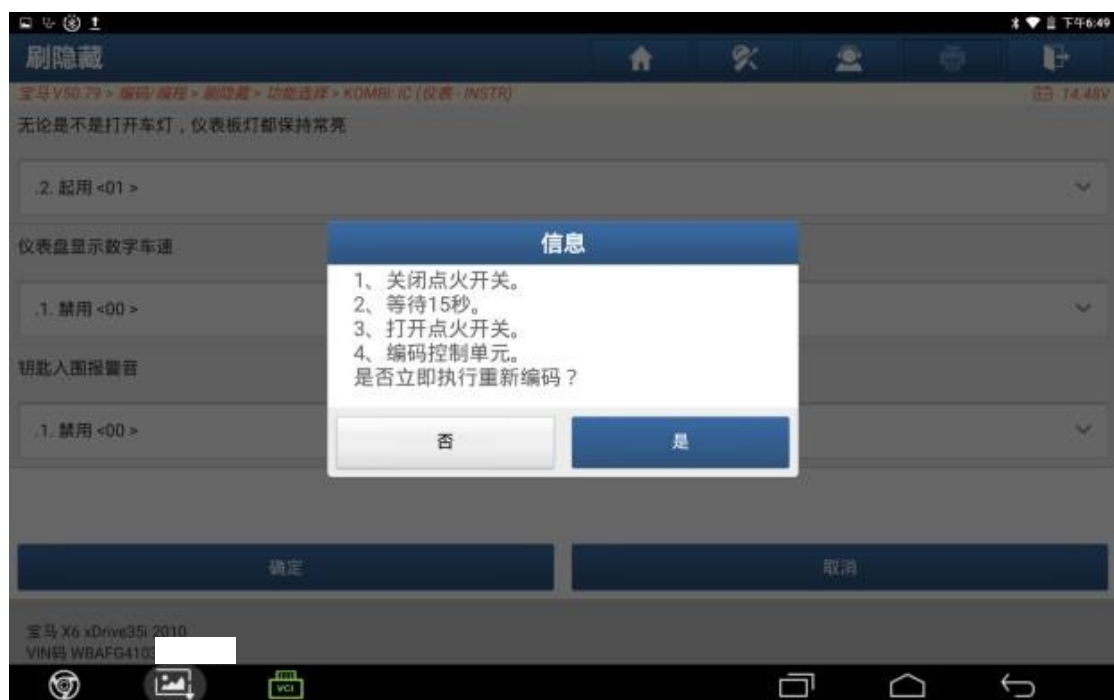 下午6:49
刷隐藏
宝马 V50.79 > 编码/编程 > 刷隐藏 > 功能选择 > KOMBI: IC (仪表 - INSTR)
14.48V
无论是不是打开车灯，仪表板灯都保持常亮
.2. 起用 <01 >
仪表盘显示数字车速
.1. 禁用 <00 >
钥匙入围报警音
.1. 禁用 <00 >
信息
1、关闭点火开关。
2、等待15秒。
3、打开点火开关。
4、编码控制单元。
是否立即执行重新编码？
否
是
确定
取消
宝马 X6 xDrive35i 2010
VIN码 WBAFG4103
VCI